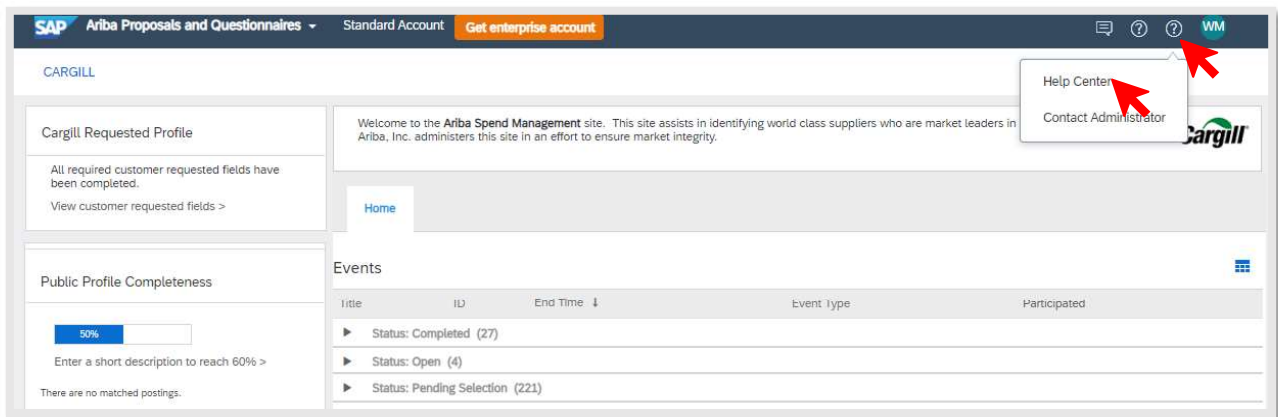 SAP Ariba Proposals and Questionnaires Standard Account Get enterprise account WM
CARGILL
Help Center
Contact Administrator
Cargill Requested Profile
All required customer requested fields have
been completed.
View customer requested fields >
Public Profile Completeness
50%
Enter a short description to reach 60% >
There are no matched postings.
Welcome to the Ariba Spend Management site. This site assists in identifying world class suppliers who are market leaders in
Ariba, Inc. administers this site in an effort to ensure market integrity.
Cargill
Home
Events
Title ID End Time ↓ Event Type Participated
Status: Completed (27)
Status: Open (4)
Status: Pending Selection (221)